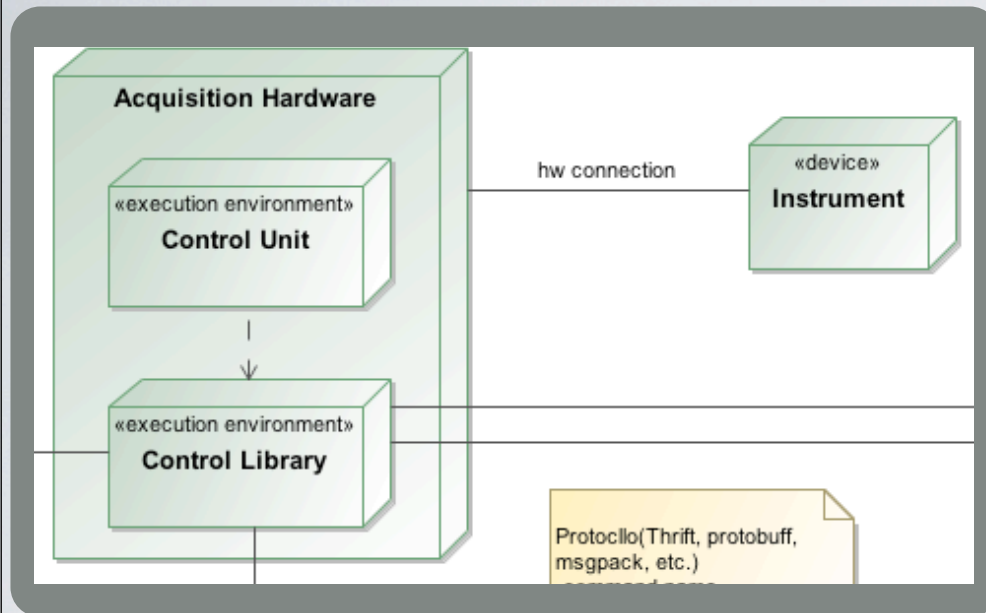 Acquisition Hardware
«execution environment»
Control Unit
hw connection
«device»
Instrument
«execution environment»
Control Library
Protocllo(Thrift, protobuff,
msgpack, etc.)